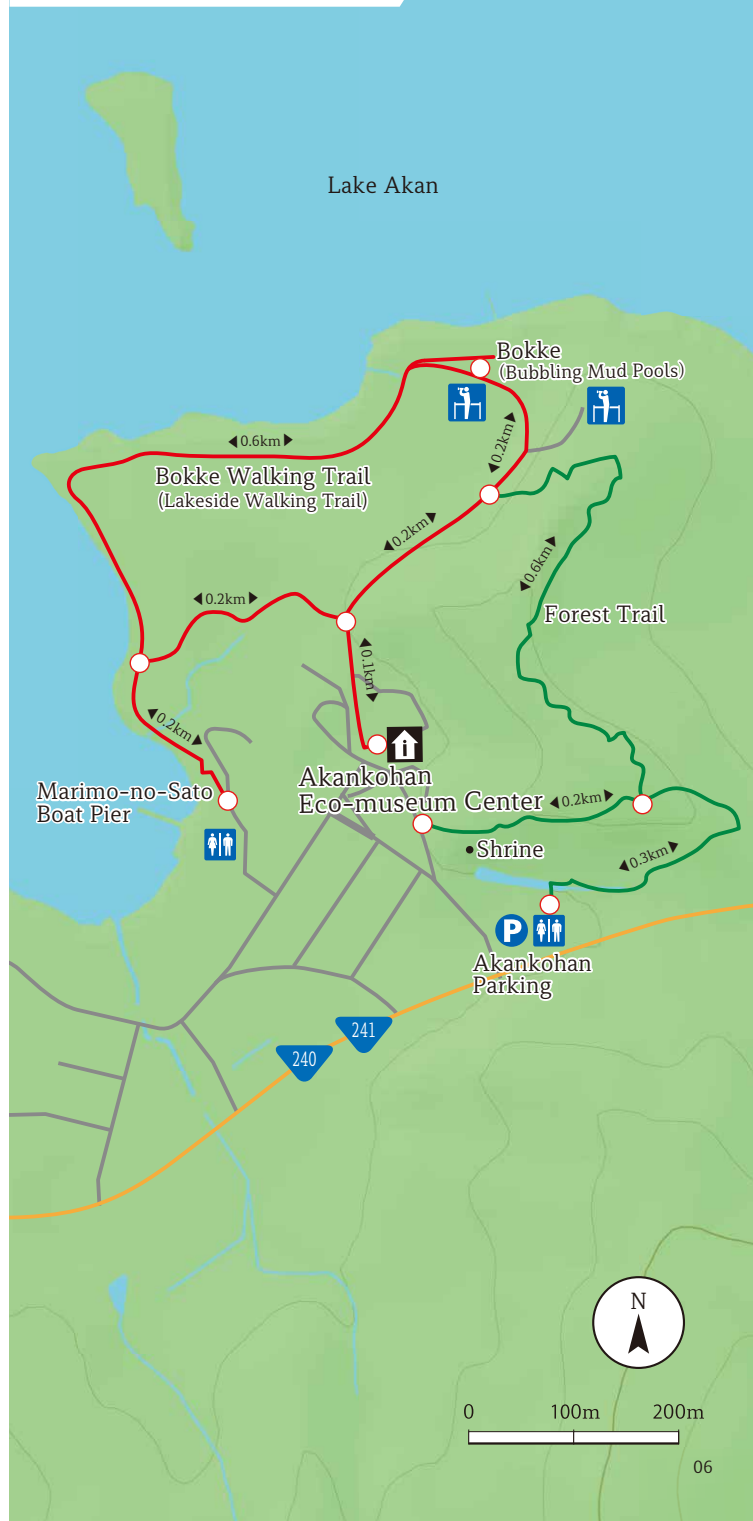 Lake Akan
Bokke
(Bubbling Mud Pools)
0.2km
0.6km
Bokke Walking Trail
(Lakeside Walking Trail)
0.2km
0.6km
0.2km
Forest Trail
0.1km
0.2km
Akankohan
Eco-museum Center
Marimo-no-Sato
Boat Pier
0.2km
Shrine
0.3km
P
Akankohan
Parking
241
240
N
0 100m 200m
06